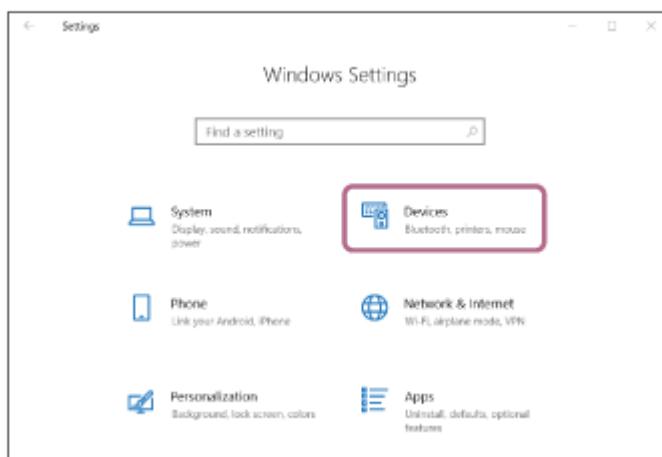 Settings
Windows Settings
Find a setting
System
Display, sound, notifications,
power
Devices
Bluetooth, printers, mouse
Phone
Link your Android, iPhone
Network & Internet
Wi-Fi, airplane mode, VPN
Personalization
Background, lock screen, colors
Apps
Uninstall, defaults, optional
features